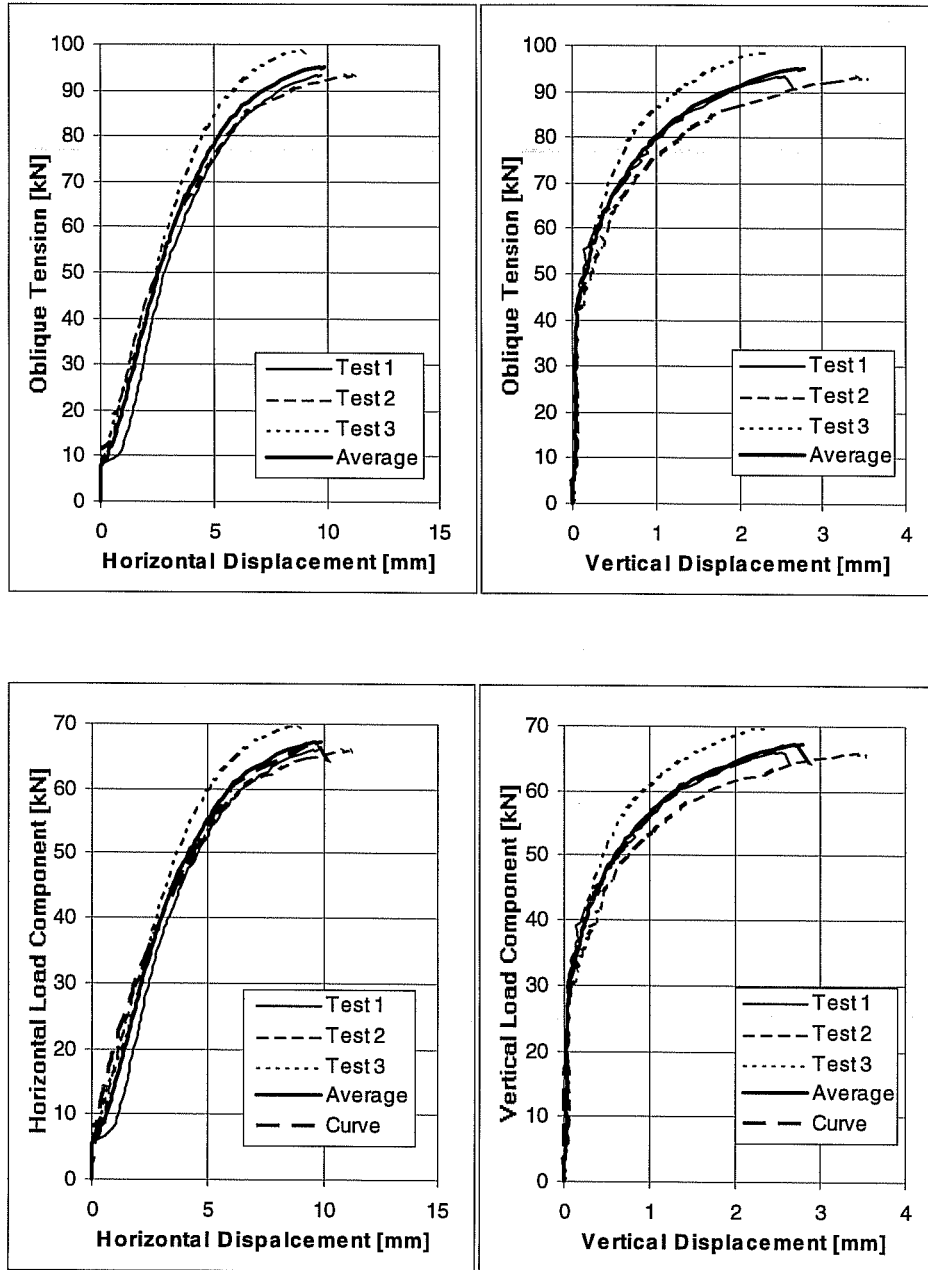 100
90
80
70
60
50
40
30
20
10
0
Oblique Tension [kN]
Test 1
Test 2
Test 3
Average
0 5 10 15
Horizontal Displacement [mm]
100
90
80
70
60
50
40
30
20
10
0
Oblique Tension [kN]
Test 1
Test 2
Test 3
Average
0 1 2 3 4
Vertical Displacement [mm]
70
60
50
40
30
20
10
0
Horizontal Load Component [kN]
Test 1
Test 2
Test 3
Average
Curve
0 5 10 15
Horizontal Dispalcement [mm]
70
60
50
40
30
20
10
0
Vertical Load Component [kN]
Test 1
Test 2
Test 3
Average
Curve
0 1 2 3 4
Vertical Displacement [mm]